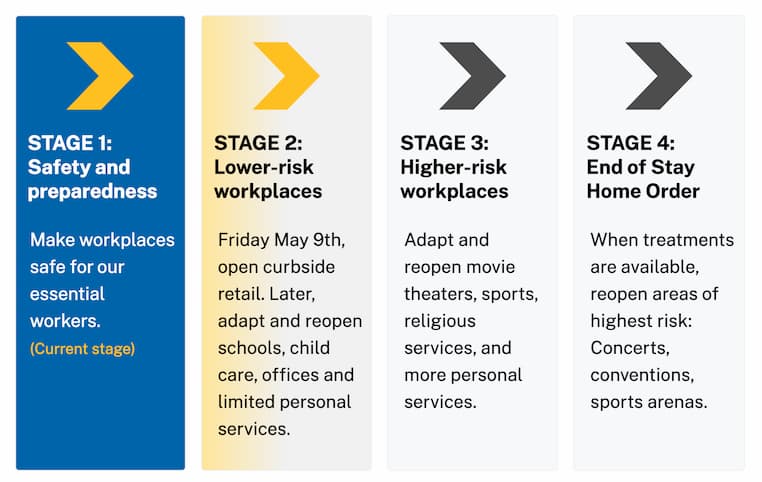 STAGE 1:
Safety and
preparedness
Make workplaces
safe for our
essential
workers.
(Current stage)
STAGE 2:
Lower-risk
workplaces
Friday May 9th,
open curbside
retail. Later,
adapt and reopen
schools, child
care, offices and
limited personal
services.
STAGE 3:
Higher-risk
workplaces
Adapt and
reopen movie
theaters, sports,
religious
services, and
more personal
services.
STAGE 4:
End of Stay
Home Order
When treatments
are available,
reopen areas of
highest risk:
Concerts,
conventions,
sports arenas.